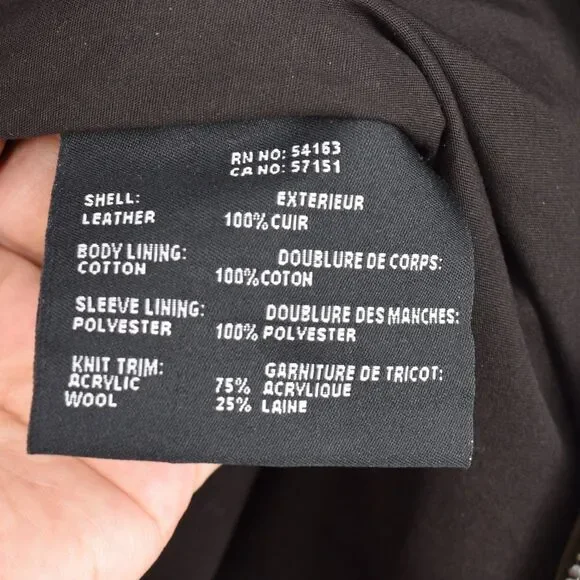 RN NO: 54163
CA NO: 57151
SHELL: EXTERIEUR
LEATHER 100% CUIR
BODY LINING: DOUBLURE DE CORPS:
COTTON 100% COTON
SLEEVE LINING: DOUBLURE DES MANCHES:
POLYESTER 100% POLYESTER
KNIT TRIM: GARNITURE DE TRICOT:
ACRYLIC 75% ACRYLIQUE
WOOL 25% LAINE